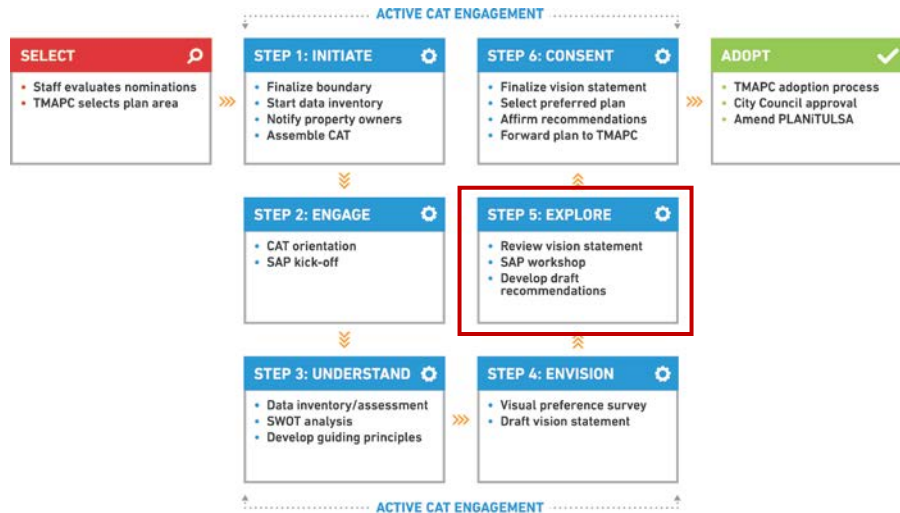 ACTIVE CAT ENGAGEMENT
SELECT
• Staff evaluates nominations
• TMAPC selects plan area
STEP 1: INITIATE
• Finalize boundary
• Start data inventory
• Notify property owners
• Assemble CAT
STEP 2: ENGAGE
• CAT orientation
• SAP kick-off
STEP 3: UNDERSTAND
• Data inventory/assessment
• SWOT analysis
• Develop guiding principles
STEP 4: ENVISION
• Visual preference survey
• Draft vision statement
STEP 5: EXPLORE
• Review vision statement
• SAP workshop
• Develop draft
recommendations
STEP 6: CONSENT
• Finalize vision statement
• Select preferred plan
• Affirm recommendations
• Forward plan to TMAPC
ADOPT
• TMAPC adoption process
• City Council approval
• Amend PLANiTULSA
ACTIVE CAT ENGAGEMENT